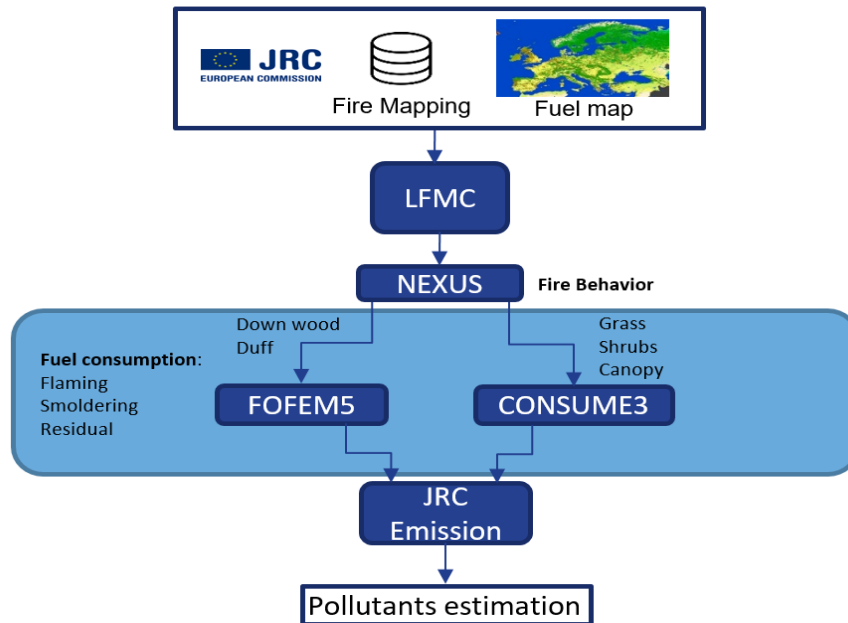 JRC
EUROPEAN COMMISSION
Fire Mapping
Fuel map
LFMC
NEXUS
Fire Behavior
Down wood
Duff
Grass
Shrubs
Canopy
Fuel consumption:
Flaming
Smoldering
Residual
FOFEM5
CONSUME3
JRC
Emission
Pollutants estimation